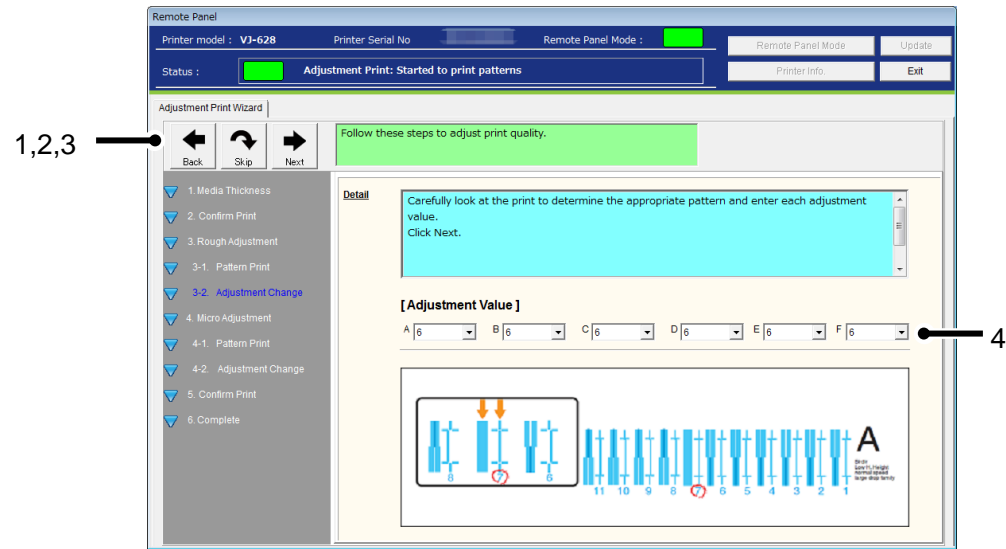 Remote Panel
Printer model : VJ-628 Printer Serial No Remote Panel Mode :
Remote Panel Mode Update
Status : Adjustment Print: Started to print patterns
Printer Info. Exit
Adjustment Print Wizard
1,2,3
Back Skip Next
Follow these steps to adjust print quality.
1. Media Thickness
2. Confirm Print
3. Rough Adjustment
3-1. Pattern Print
3-2. Adjustment Change
4. Micro Adjustment
4-1. Pattern Print
4-2. Adjustment Change
5. Confirm Print
6. Complete
Detail
Carefully look at the print to determine the appropriate pattern and enter each adjustment
value.
Click Next.
[ Adjustment Value ]
A 6 B 6 C 6 D 6 E 6 F 6
4
8 7 6
11 10 9 8 7 6 5 4 3 2 1
A
normal speed
large drop family